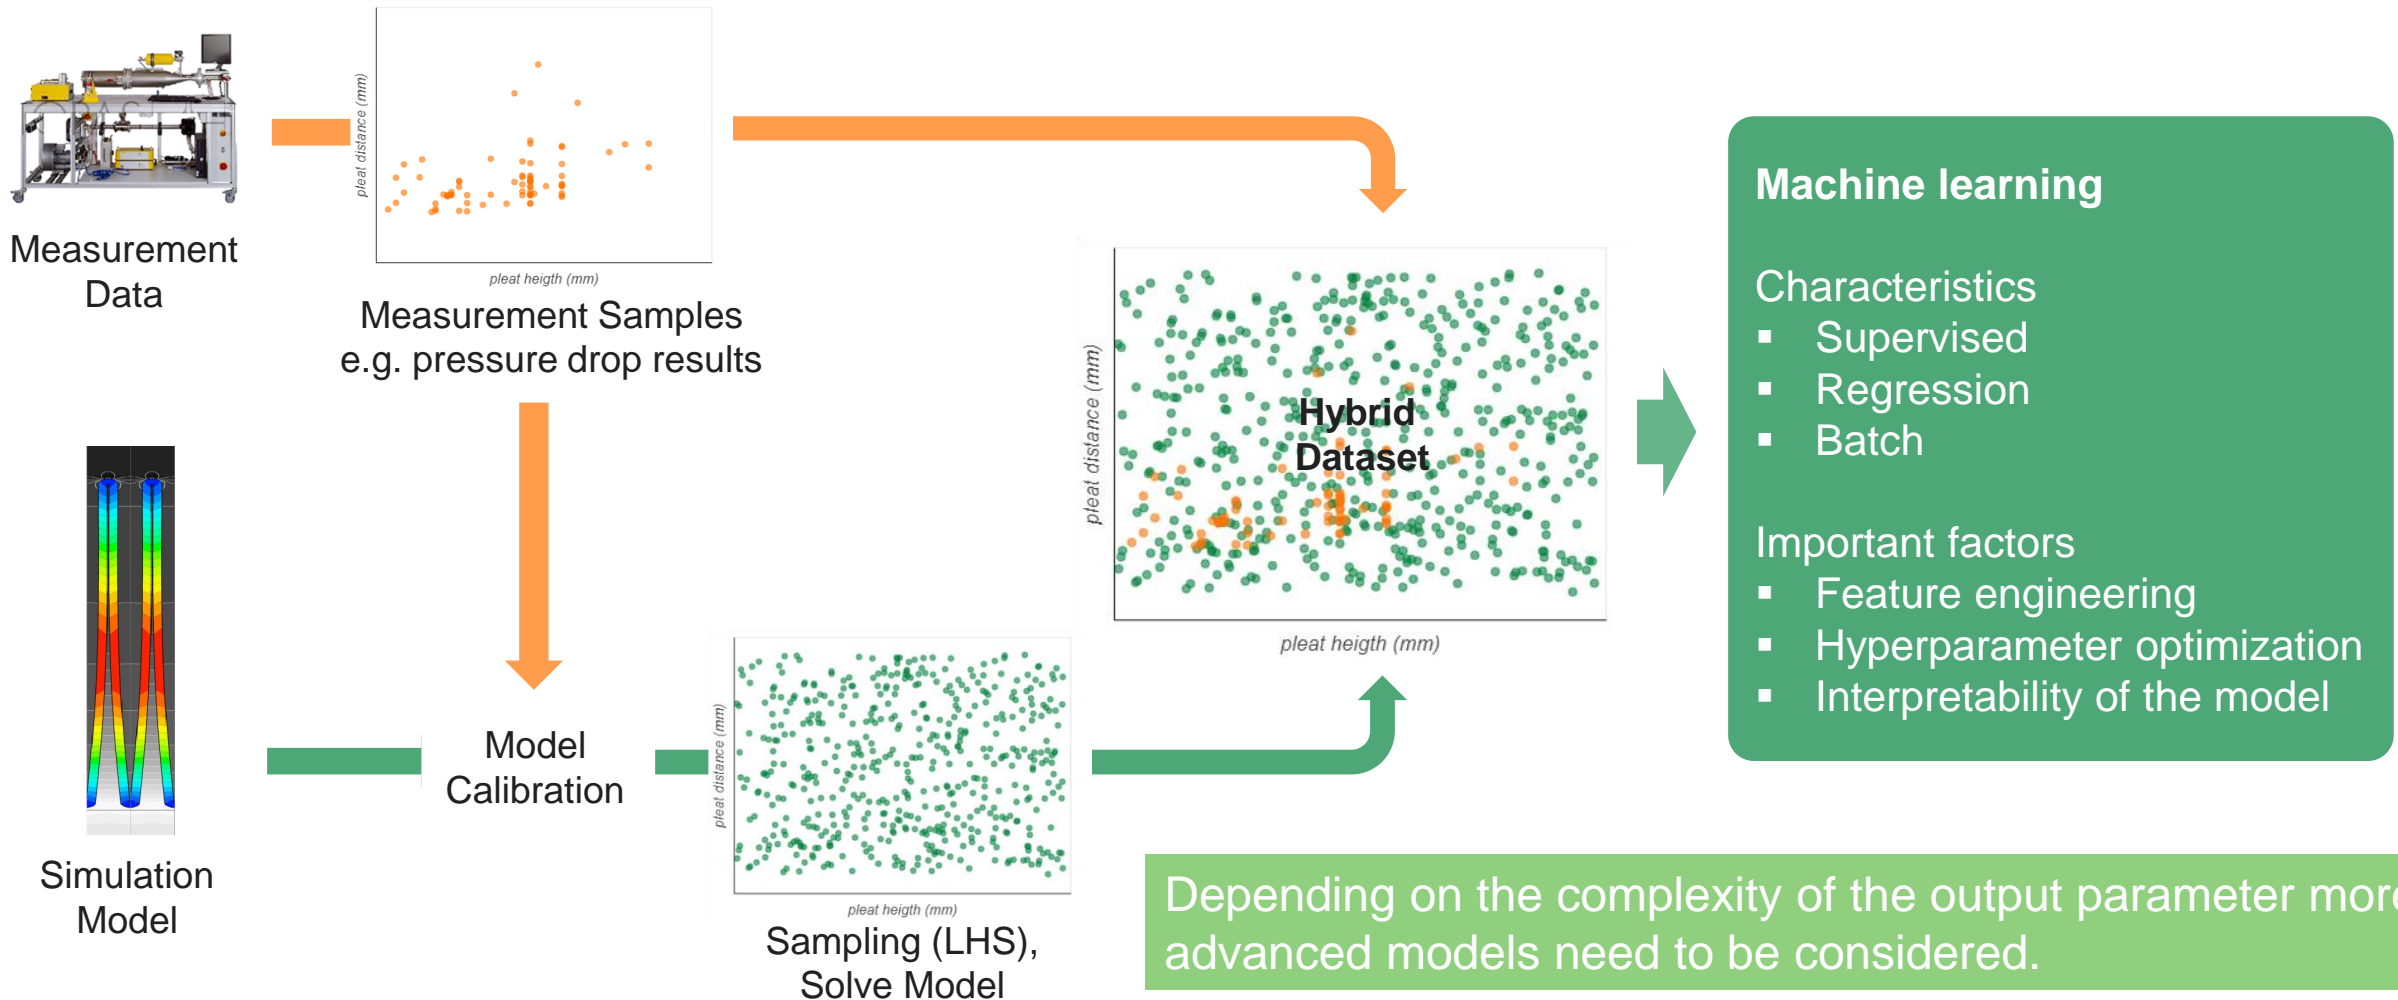 Measurement
Data
pleat distance (mm)
pleat heigth (mm)
Measurement Samples
e.g. pressure drop results
Simulation
Model
Model
Calibration
pleat distance (mm)
pleat heigth (mm)
Sampling (LHS),
Solve Model
pleat distance (mm)
Hybrid
Dataset
pleat heigth (mm)
Machine learning
Characteristics
▪ Supervised
▪ Regression
▪ Batch
Important factors
▪ Feature engineering
▪ Hyperparameter optimization
▪ Interpretability of the model
Depending on the complexity of the output parameter more
advanced models need to be considered.